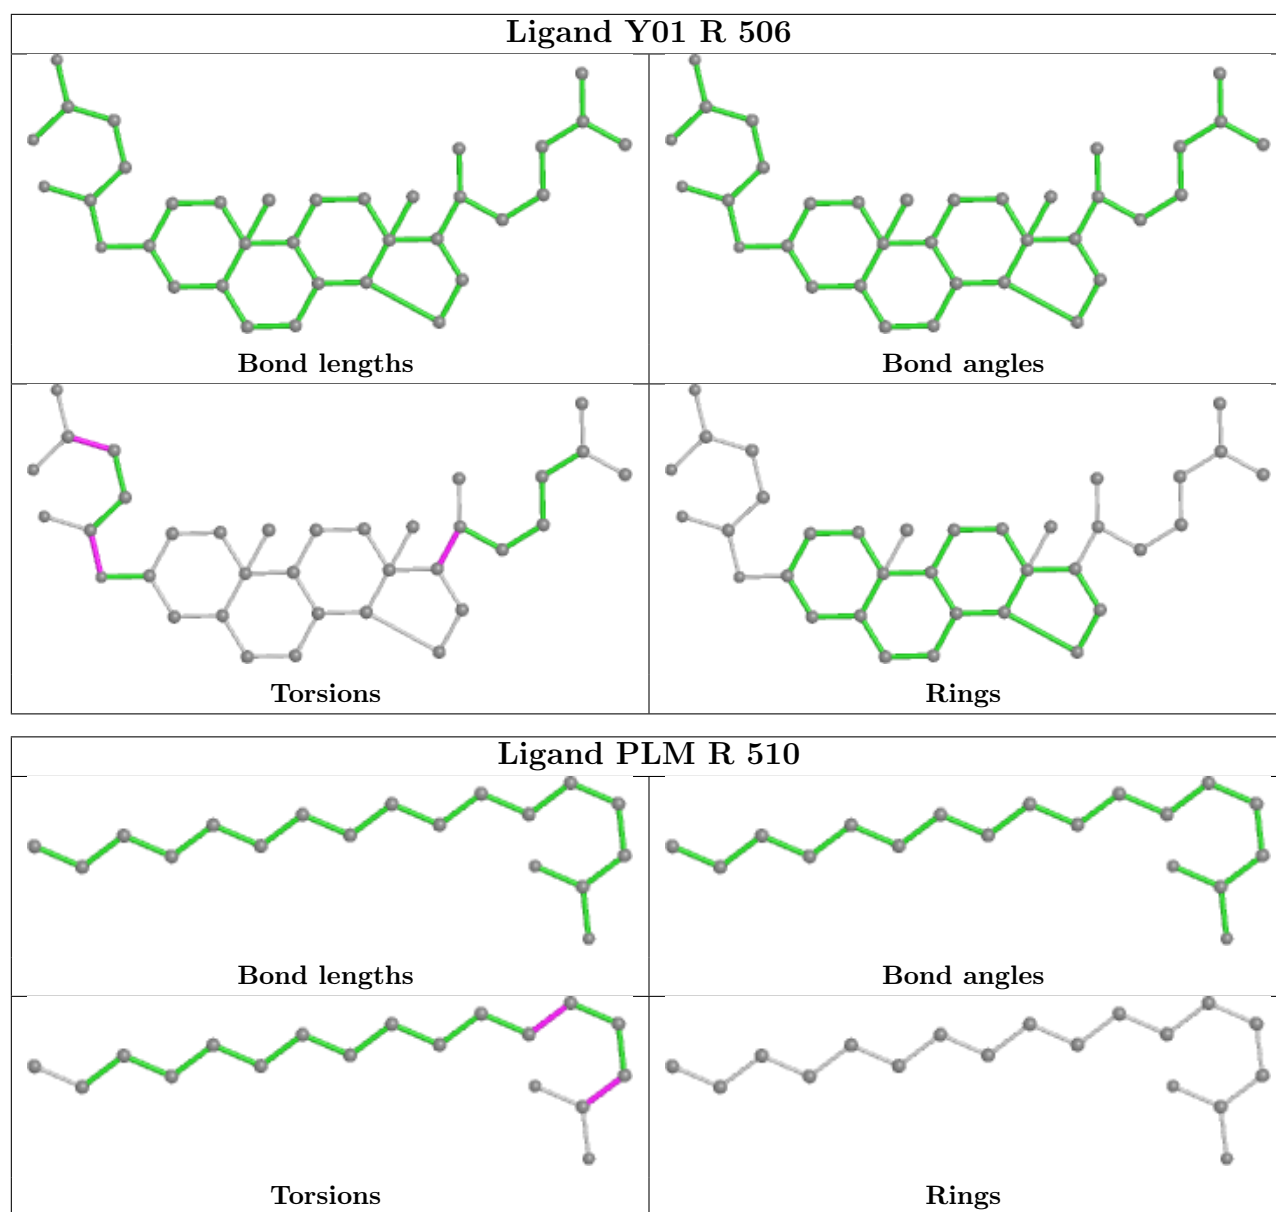 Ligand Y01 R 506
Bond lengths
Bond angles
Torsions
Rings
Ligand PLM R 510
Bond lengths
Bond angles
Torsions
Rings